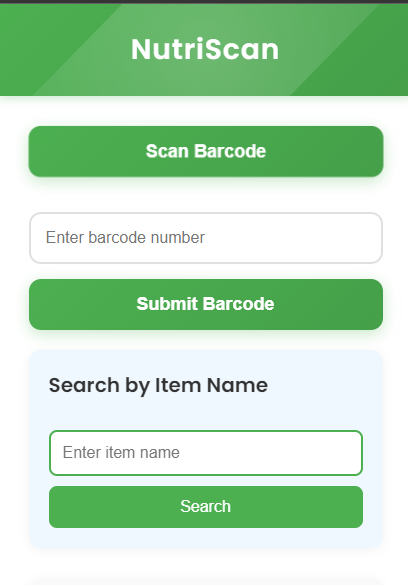 NutriScan
Scan Barcode
Enter barcode number
Submit Barcode
Search by Item Name
Enter item name
Search